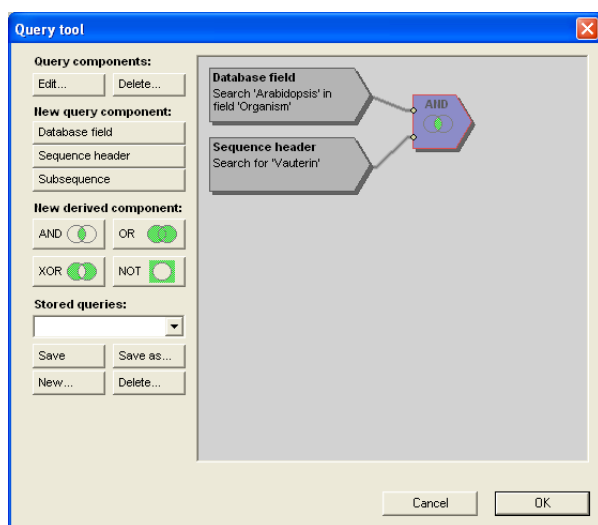 Query tool
Query components:
Edit... Delete...
New query component:
Database field
Sequence header
Subsequence
New derived component:
AND OR
XOR NOT
Stored queries:
Save Save as...
New... Delete...
Database field
Search 'Arabidopsis' in
field 'Organism'
Sequence header
Search for 'Vauterin'
AND
Cancel OK